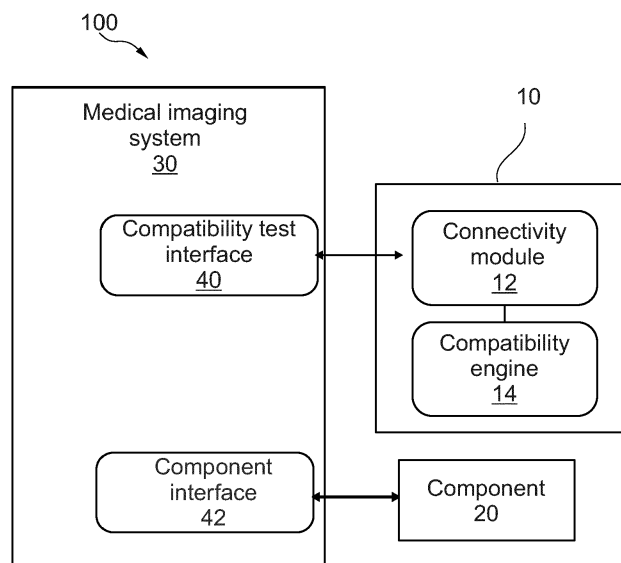 100
Medical imaging
system
30
10
Compatibility test
interface
40
Connectivity
module
12
Compatibility
engine
14
Component
interface
42
Component
20